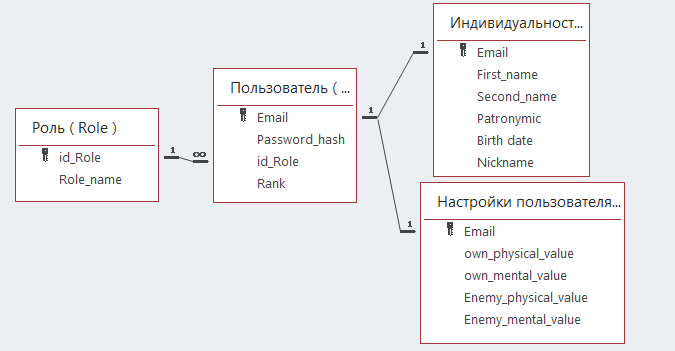 Роль ( Role )
id_Role
Role_name
1
∞
Пользователь ( ...
Email
Password_hash
id_Role
Rank
1
1
Индивидуальност...
Email
First_name
Second_name
Patronymic
Birth date
Nickname
1
Настройки пользователя...
Email
own_physical_value
own_mental_value
Enemy_physical_value
Enemy_mental_value